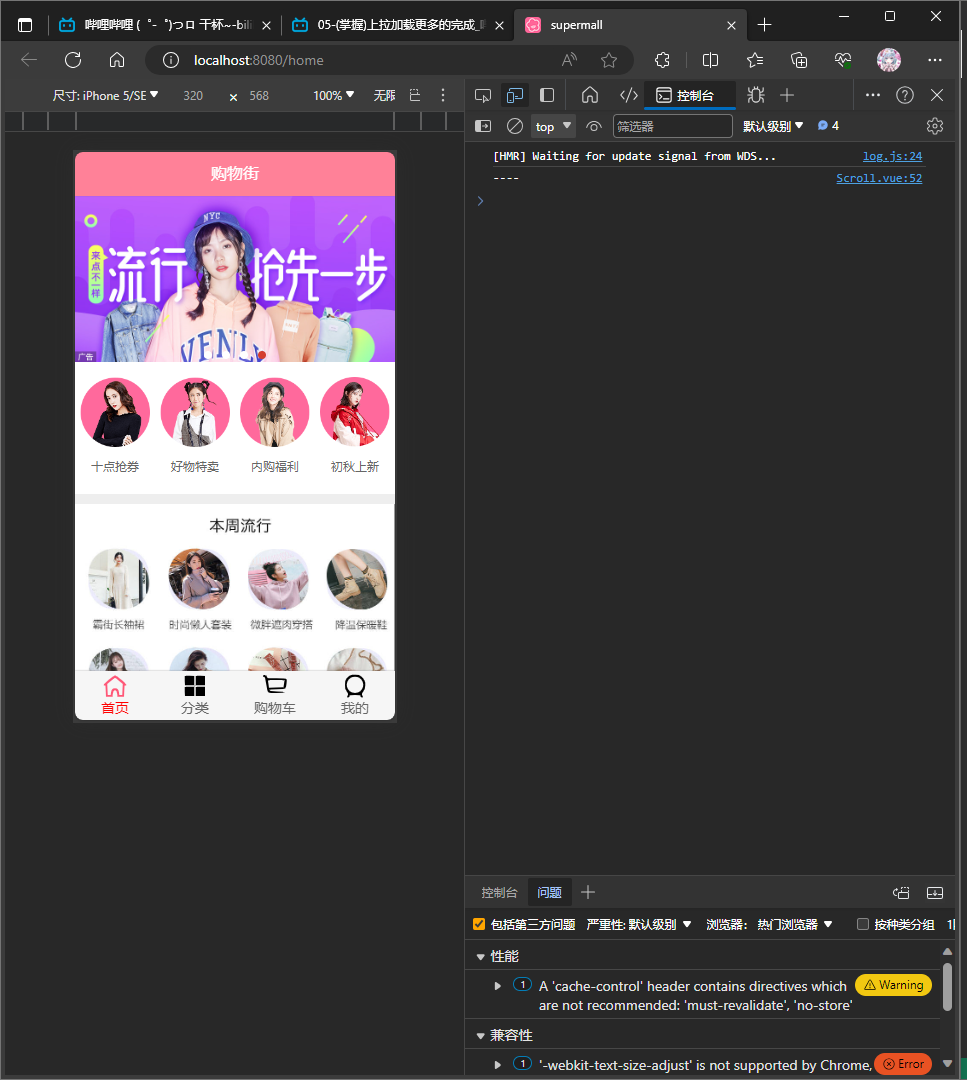 哔哩哔哩 (゜-゜)つロ 干杯~-bili
05-(掌握)上拉加载更多的完成_哔
supermall
localhost:8080/home
尺寸: iPhone 5/SE
320
568
100%
无限
控制台
top
筛选器
默认级别
4
[HMR] Waiting for update signal from WDS...
log.js:24
----
Scroll.vue:52
购物街
NYC
来点不一样
流行
抢先一步
VENLI
广告
十点抢券
好物特卖
内购福利
初秋上新
本周流行
霸街长袖裙
时尚懒人套装
微胖遮肉穿搭
降温保暖鞋
首页
分类
购物车
我的
控制台
问题
包括第三方问题
严重性: 默认级别
浏览器:
热门浏览器
按种类分组
性能
1
A 'cache-control' header contains directives which
are not recommended: 'must-revalidate', 'no-store'
Warning
兼容性
1
'-webkit-text-size-adjust' is not supported by Chrome,
Error